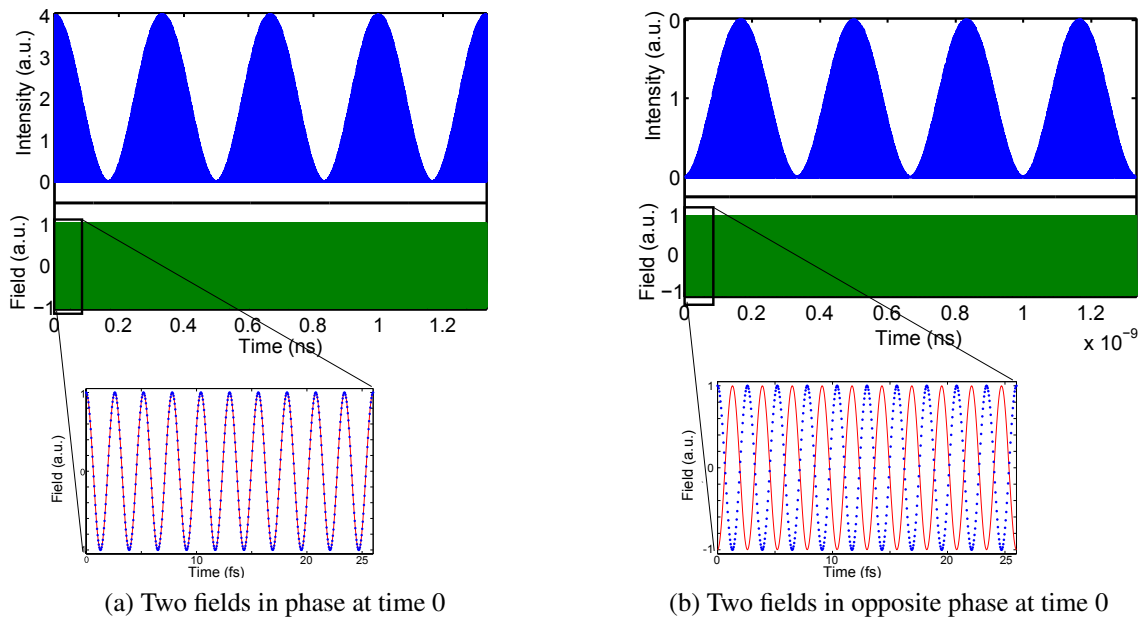 4
3
2
1
0
Intensity (a.u.)
1
0
−1
Field (a.u.)
0 0.2 0.4 0.6 0.8 1 1.2
Time (ns)
1
0
Field (a.u.)
0 10 15 20 25
Time (fs)
(a) Two fields in phase at time 0
0
1
0
Intensity (a.u.)
1
0
−1
Field (a.u.)
0 0.2 0.4 0.6 0.8 1 1.2
Time (ns)
x 10⁻⁹
1
0
-1
Field (a.u.)
0 5 10 15 20 25
Time (fs)
(b) Two fields in opposite phase at time 0